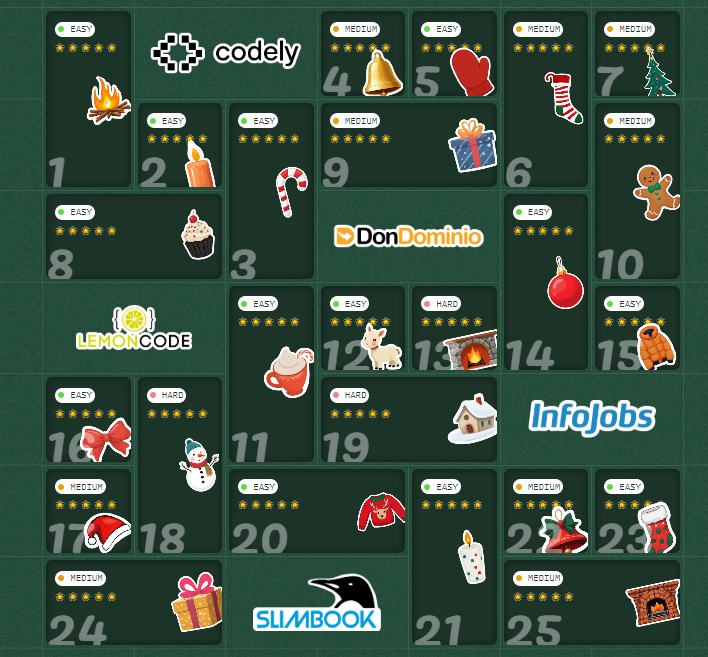 EASY
1
codely
MEDIUM
4
EASY
5
MEDIUM
6
MEDIUM
7
EASY
2
EASY
3
MEDIUM
9
MEDIUM
10
EASY
8
DonDominio
EASY
14
LEMONCODE
EASY
11
EASY
12
HARD
13
EASY
15
EASY
16
HARD
18
HARD
19
InfoJobs
MEDIUM
17
EASY
20
EASY
21
MEDIUM
22
EASY
23
MEDIUM
24
SLIMBOOK
MEDIUM
25